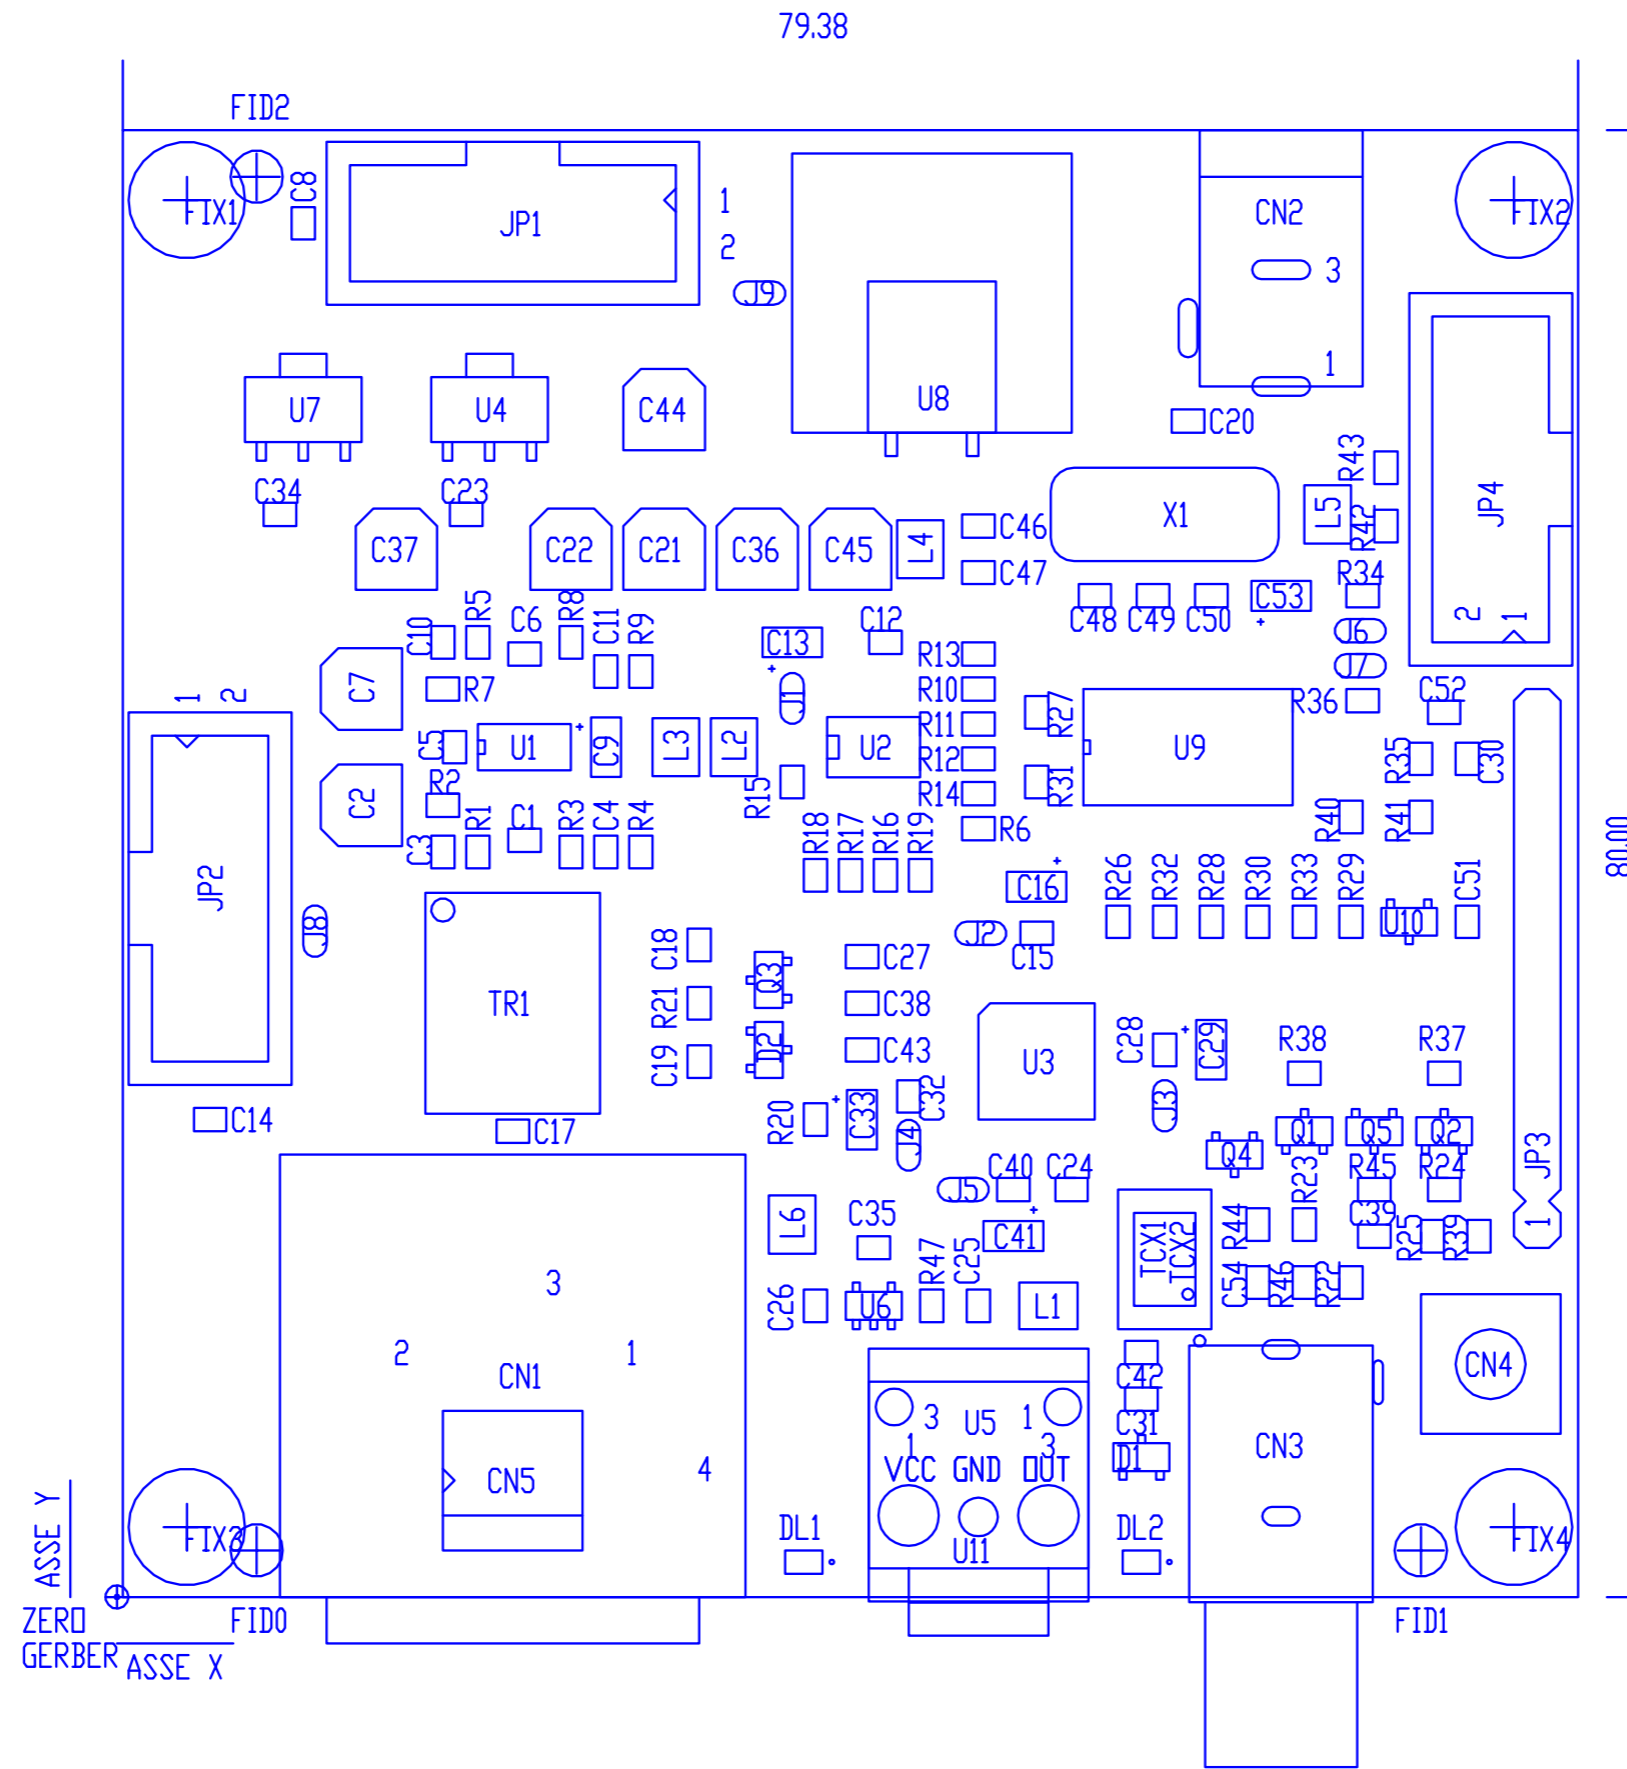 79.38
FID2
C8
FIX1
JP1
1
2
J9
CN2
3
1
FIX2
U7
U4
C44
U8
C20
R43
C34
C23
X1
L5
R42
JP4
2
1
C37
C22
C21
C36
C45
L4
C46
C47
R34
C48
C49
C50
C53
J6
J7
R36
C52
C10
R5
C6
R8
C11
R9
C13
C12
R13
R10
R11
R12
R14
R6
C7
R7
J1
R27
R31
U9
1
2
C5
U1
C9
L3
L2
U2
R15
R35
C30
C2
R2
R40
R41
80.00
C3
R1
C1
R3
C4
R4
R18
R17
R16
R19
JP2
J8
C16
R26
R32
R28
R30
R33
R29
U10
C51
J2
C15
TR1
C18
R21
C19
Q3
D2
C27
C38
C43
U3
C28
C29
R38
R37
C14
C17
R20
C33
C32
J4
J3
Q4
Q1
Q5
Q2
JP3
1
J5
C40
C24
R23
R45
R24
L6
C35
C41
TCX1
TCX2
R44
C39
R25
R39
C26
U6
R47
C25
L1
C54
R46
R22
3
2
1
CN1
CN5
4
C42
C31
D1
CN3
CN4
3
U5
1
1
3
VCC GND OUT
U11
DL1
DL2
FIX3
FIX4
ASSE Y
ZERO
GERBER
FID0
FID1
ASSE X